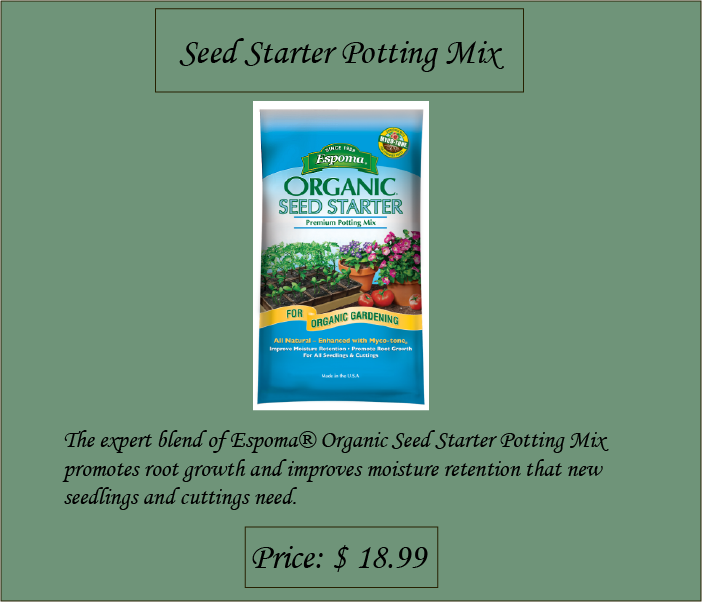 Seed Starter Potting Mix
SINCE 1929
Espoma
MYCO-TONE
ORGANIC
SEED STARTER
Premium Potting Mix
FOR
ORGANIC GARDENING
All Natural - Enhanced with Myco-tone,
Improve Moisture Retention • Promote Root Growth
For All Seedlings & Cuttings
Made in the U.S.A
The expert blend of Espoma® Organic Seed Starter Potting Mix
promotes root growth and improves moisture retention that new
seedlings and cuttings need.
Price: $ 18.99